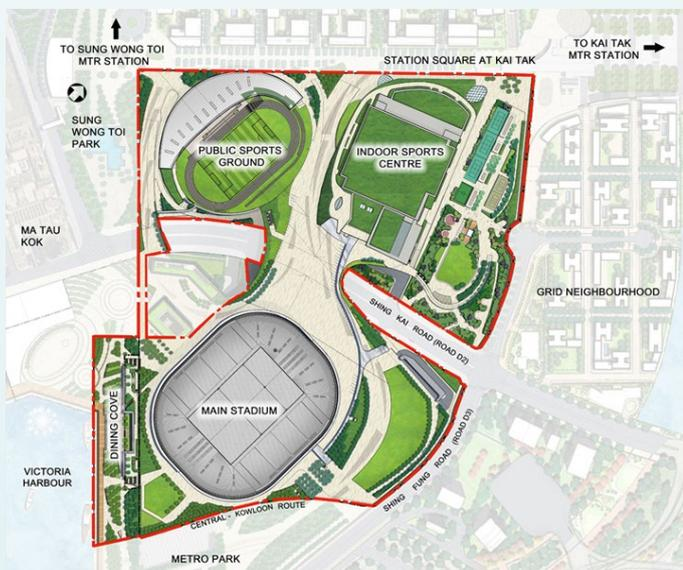 TO SUNG WONG TOI
MTR STATION
STATION SQUARE AT KAI TAK
TO KAI TAK
MTR STATION
SUNG
WONG TOI
PARK
PUBLIC SPORTS
GROUND
INDOOR SPORTS
CENTRE
MA TAU
KOK
GRID NEIGHBOURHOOD
SHING KAI ROAD (ROAD D2)
DINING COVE
MAIN STADIUM
VICTORIA
HARBOUR
SHING FUNG ROAD (ROAD D3)
CENTRAL - KOWLOON ROUTE
METRO PARK